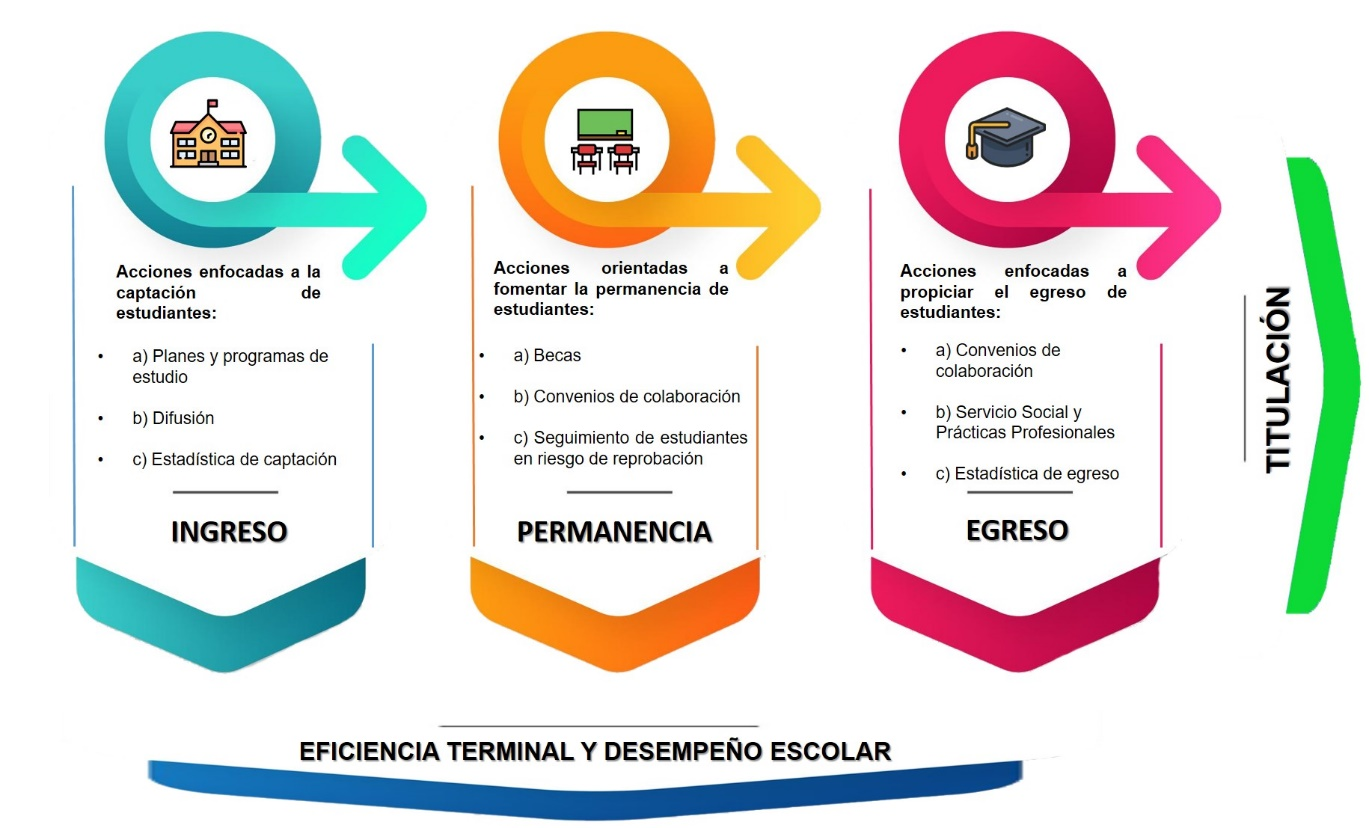 Acciones enfocadas a la
captación de
estudiantes:
• a) Planes y programas de
estudio
• b) Difusión
• c) Estadística de captación
INGRESO
Acciones orientadas a
fomentar la permanencia de
estudiantes:
• a) Becas
• b) Convenios de colaboración
• c) Seguimiento de estudiantes
en riesgo de reprobación
PERMANENCIA
Acciones enfocadas a
propiciar el egreso de
estudiantes:
• a) Convenios de
colaboración
• b) Servicio Social y
Prácticas Profesionales
• c) Estadística de egreso
EGRESO
TITULACIÓN
EFICIENCIA TERMINAL Y DESEMPEÑO ESCOLAR